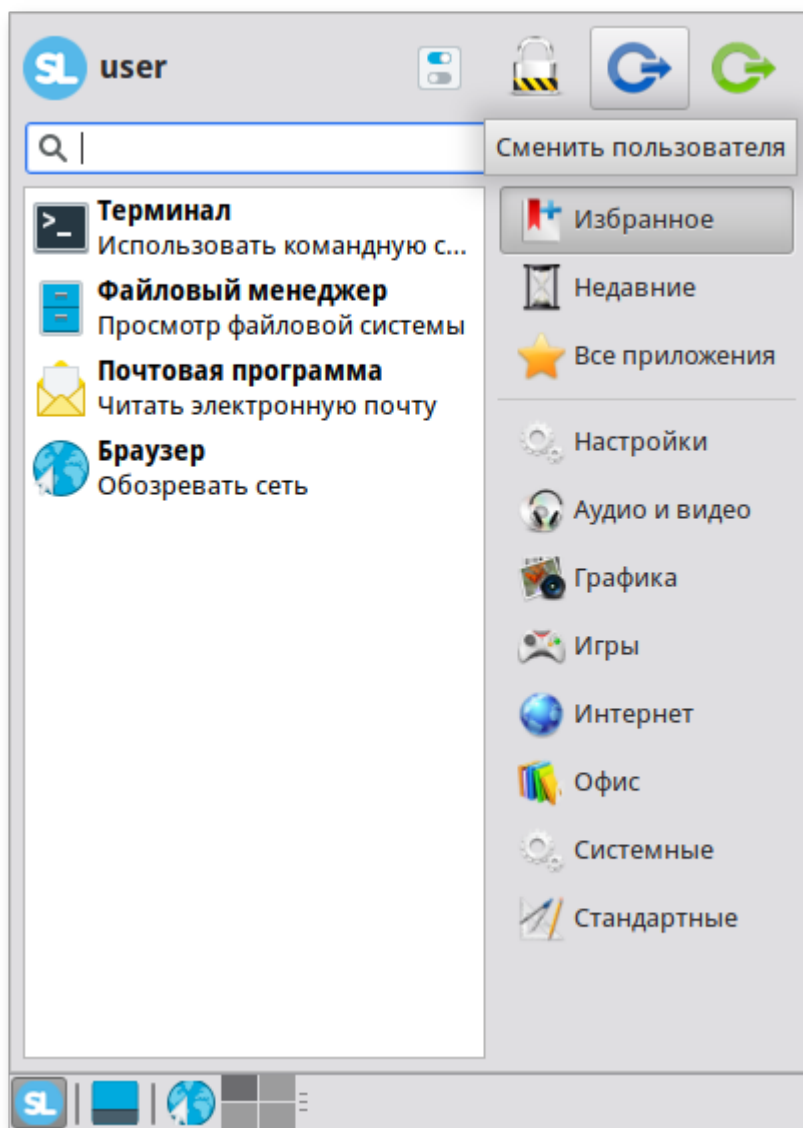 SL user
Сменить пользователя
Терминал
Использовать командную с...
Файловый менеджер
Просмотр файловой системы
Почтовая программа
Читать электронную почту
Браузер
Обозревать сеть
Избранное
Недавние
Все приложения
Настройки
Аудио и видео
Графика
Игры
Интернет
Офис
Системные
Стандартные
SL